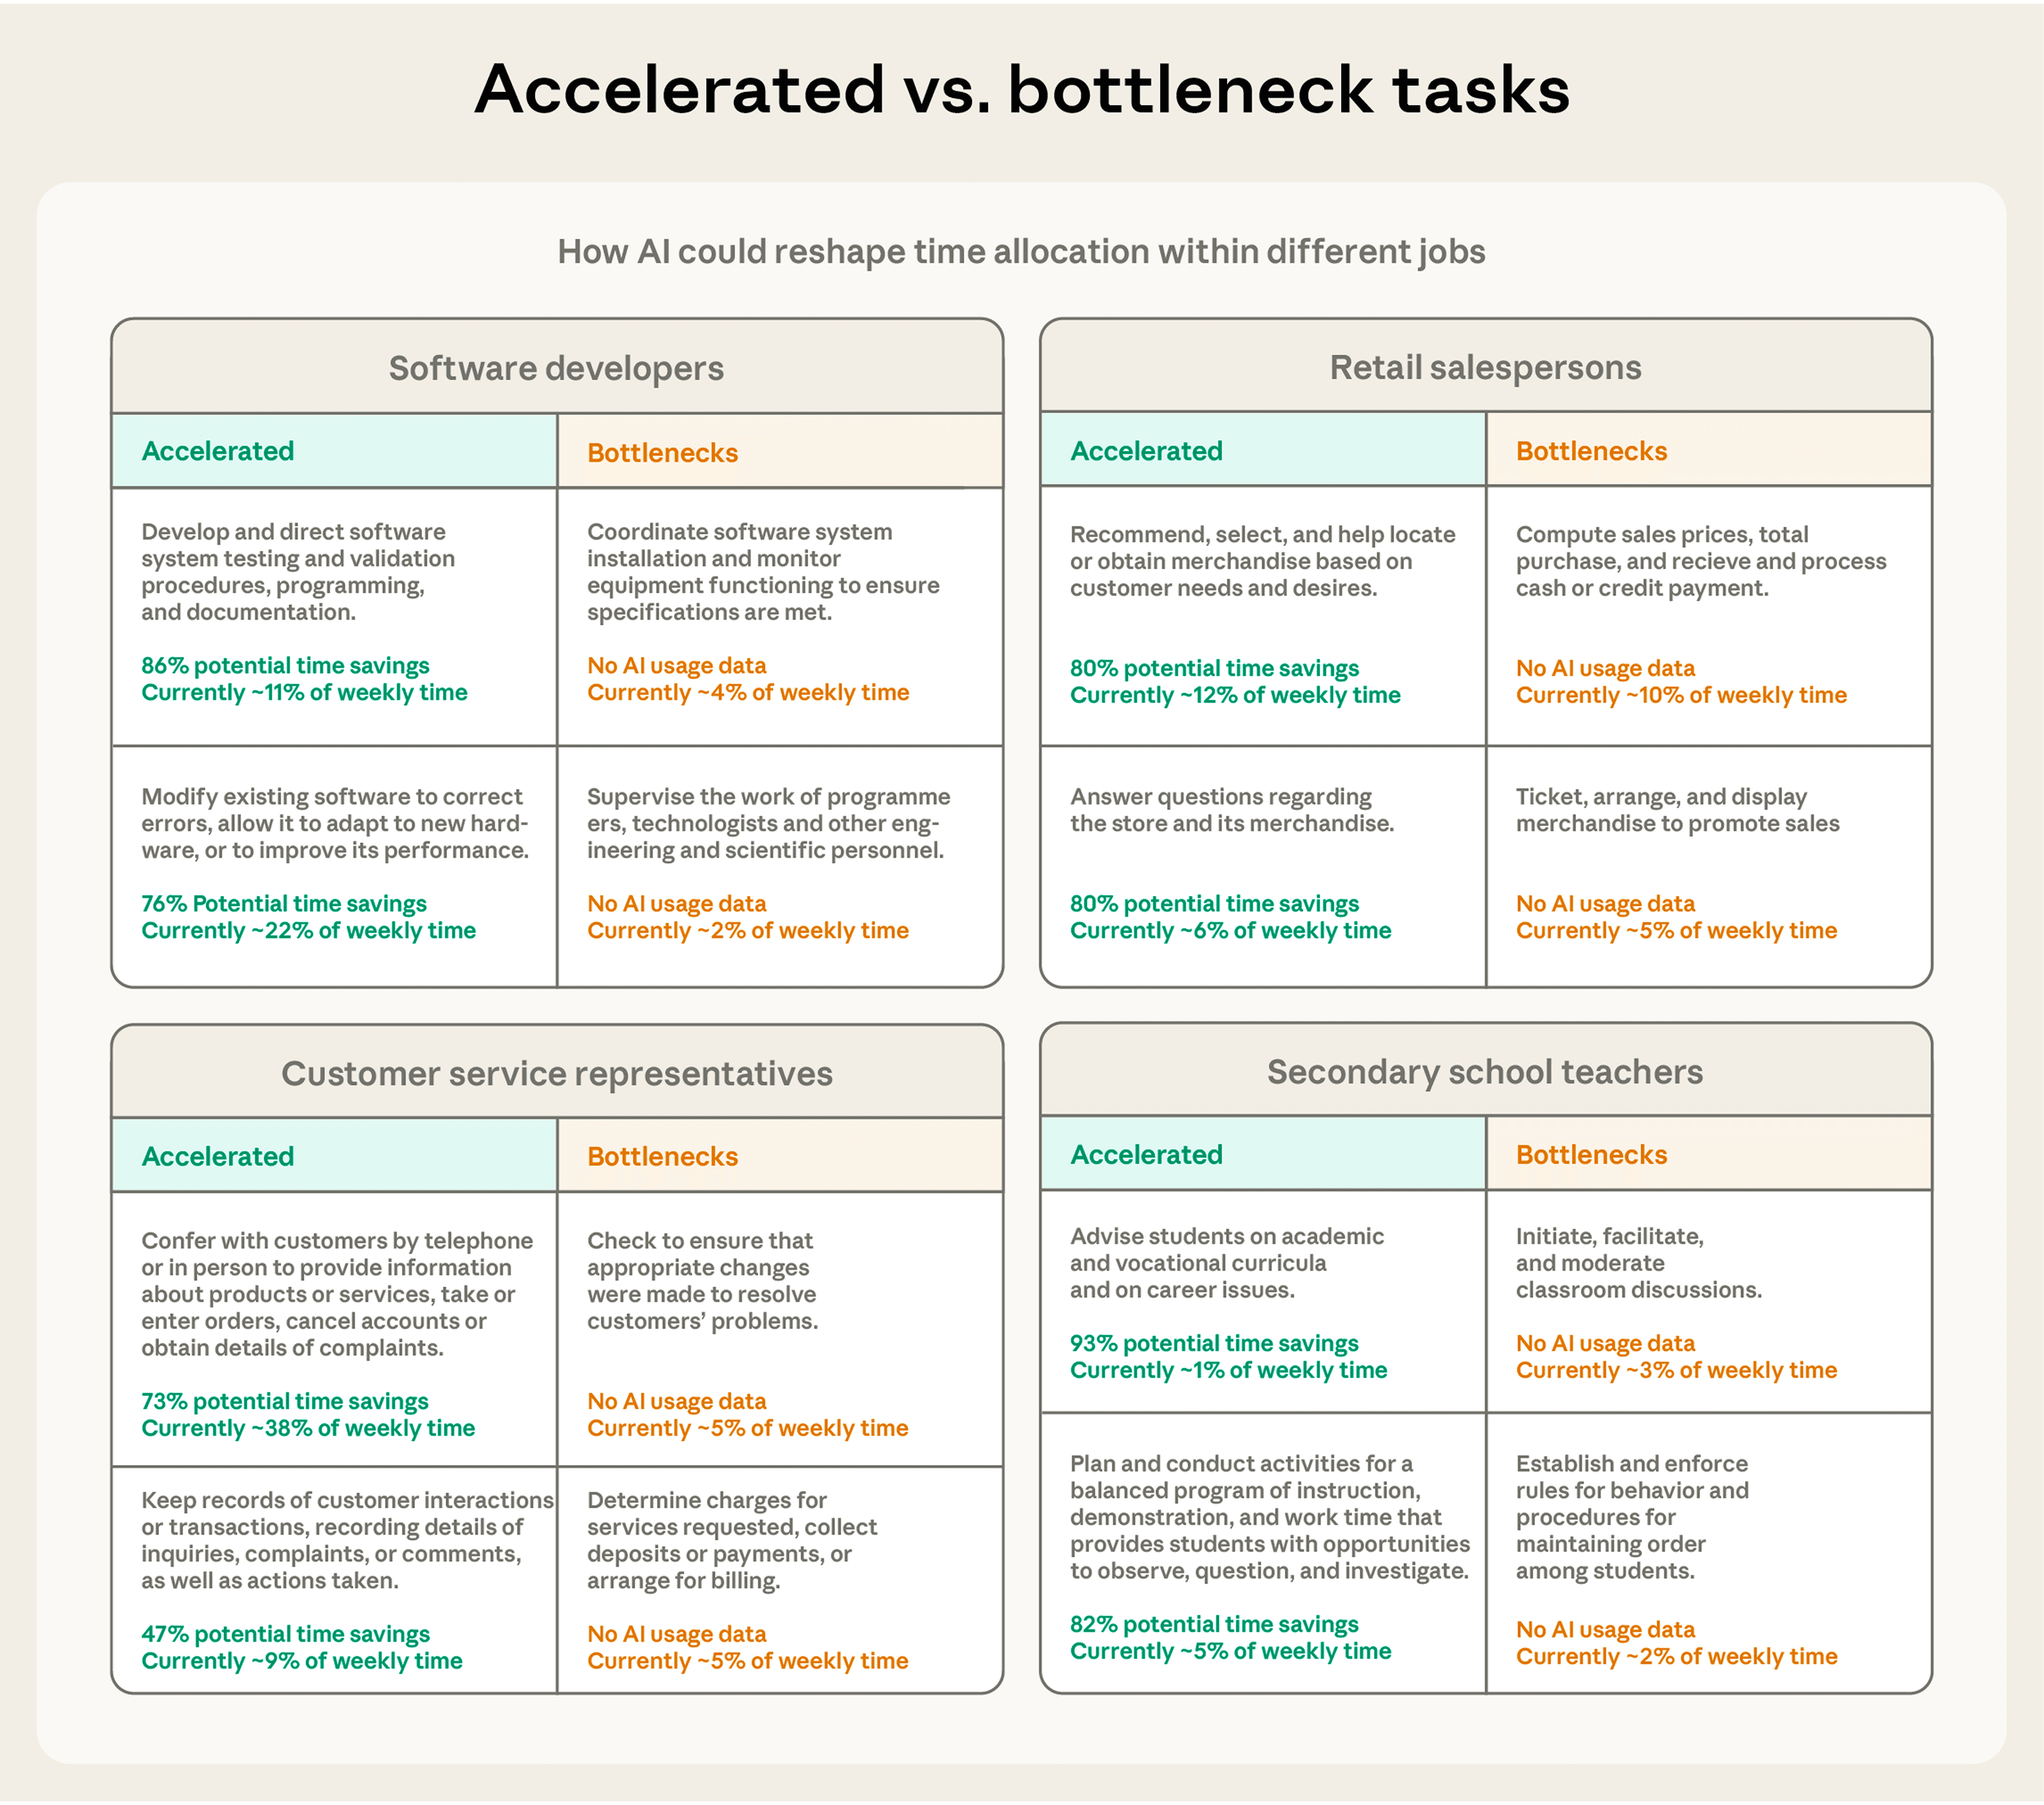 Accelerated vs. bottleneck tasks
How AI could reshape time allocation within different jobs
Software developers
Accelerated
Bottlenecks
Develop and direct software
system testing and validation
procedures, programming,
and documentation.
86% potential time savings
Currently ~11% of weekly time
Coordinate software system
installation and monitor
equipment functioning to ensure
specifications are met.
No AI usage data
Currently ~4% of weekly time
Modify existing software to correct
errors, allow it to adapt to new hard-
ware, or to improve its performance.
76% Potential time savings
Currently ~22% of weekly time
Supervise the work of programme
ers, technologists and other eng-
ineering and scientific personnel.
No AI usage data
Currently ~2% of weekly time
Retail salespersons
Accelerated
Bottlenecks
Recommend, select, and help locate
or obtain merchandise based on
customer needs and desires.
80% potential time savings
Currently ~12% of weekly time
Compute sales prices, total
purchase, and recieve and process
cash or credit payment.
No AI usage data
Currently ~10% of weekly time
Answer questions regarding
the store and its merchandise.
80% potential time savings
Currently ~6% of weekly time
Ticket, arrange, and display
merchandise to promote sales
No AI usage data
Currently ~5% of weekly time
Customer service representatives
Accelerated
Bottlenecks
Confer with customers by telephone
or in person to provide information
about products or services, take or
enter orders, cancel accounts or
obtain details of complaints.
73% potential time savings
Currently ~38% of weekly time
Check to ensure that
appropriate changes
were made to resolve
customers’ problems.
No AI usage data
Currently ~5% of weekly time
Keep records of customer interactions
or transactions, recording details of
inquiries, complaints, or comments,
as well as actions taken.
47% potential time savings
Currently ~9% of weekly time
Determine charges for
services requested, collect
deposits or payments, or
arrange for billing.
No AI usage data
Currently ~5% of weekly time
Secondary school teachers
Accelerated
Bottlenecks
Advise students on academic
and vocational curricula
and on career issues.
93% potential time savings
Currently ~1% of weekly time
Initiate, facilitate,
and moderate
classroom discussions.
No AI usage data
Currently ~3% of weekly time
Plan and conduct activities for a
balanced program of instruction,
demonstration, and work time that
provides students with opportunities
to observe, question, and investigate.
82% potential time savings
Currently ~5% of weekly time
Establish and enforce
rules for behavior and
procedures for
maintaining order
among students.
No AI usage data
Currently ~2% of weekly time